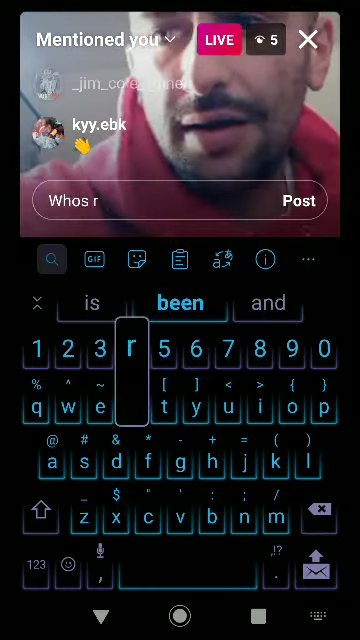 Mentioned you LIVE 5
kyy.ebk
Whos r Post
GIF
is been and
1 2 3 r 5 6 7 8 9 0
% ^ ~ [ ] < > { }
q w e t y u i o p
@ # & * - + = ( )
a s d f g h j k l
_ $ " ' : ; /
z x c v b n m
,!?
123 , .